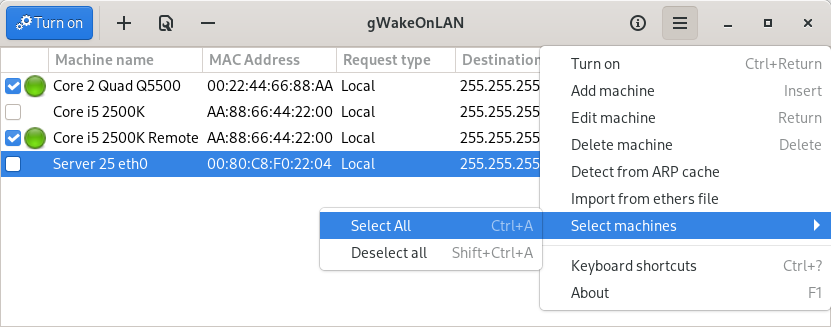 Turn on gWakeOnLAN
Machine name MAC Address Request type Destination
Core 2 Quad Q5500 00:22:44:66:88:AA Local 255.255.255
Core i5 2500K AA:88:66:44:22:00 Local 255.255.255
Core i5 2500K Remote AA:88:66:44:22:00 Local 255.255.255
Server 25 eth0 00:80:C8:F0:22:04 Local 255.255.255
Turn on Ctrl+Return
Add machine Insert
Edit machine Return
Delete machine Delete
Detect from ARP cache
Import from ethers file
Select machines
Select All Ctrl+A
Deselect all Shift+Ctrl+A
Keyboard shortcuts Ctrl+?
About F1